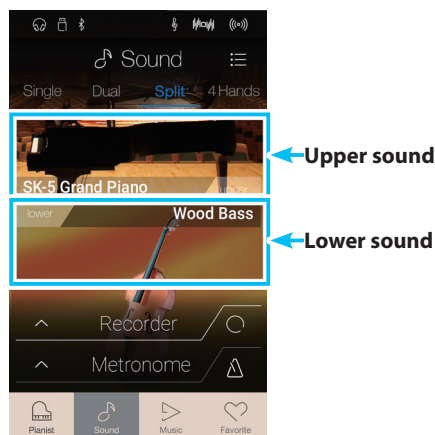 Sound
Single Dual Split 4 Hands
SK-5 Grand Piano
upper
lower
Wood Bass
Recorder
Metronome
Pianist Sound Music Favorite
Upper sound
Lower sound